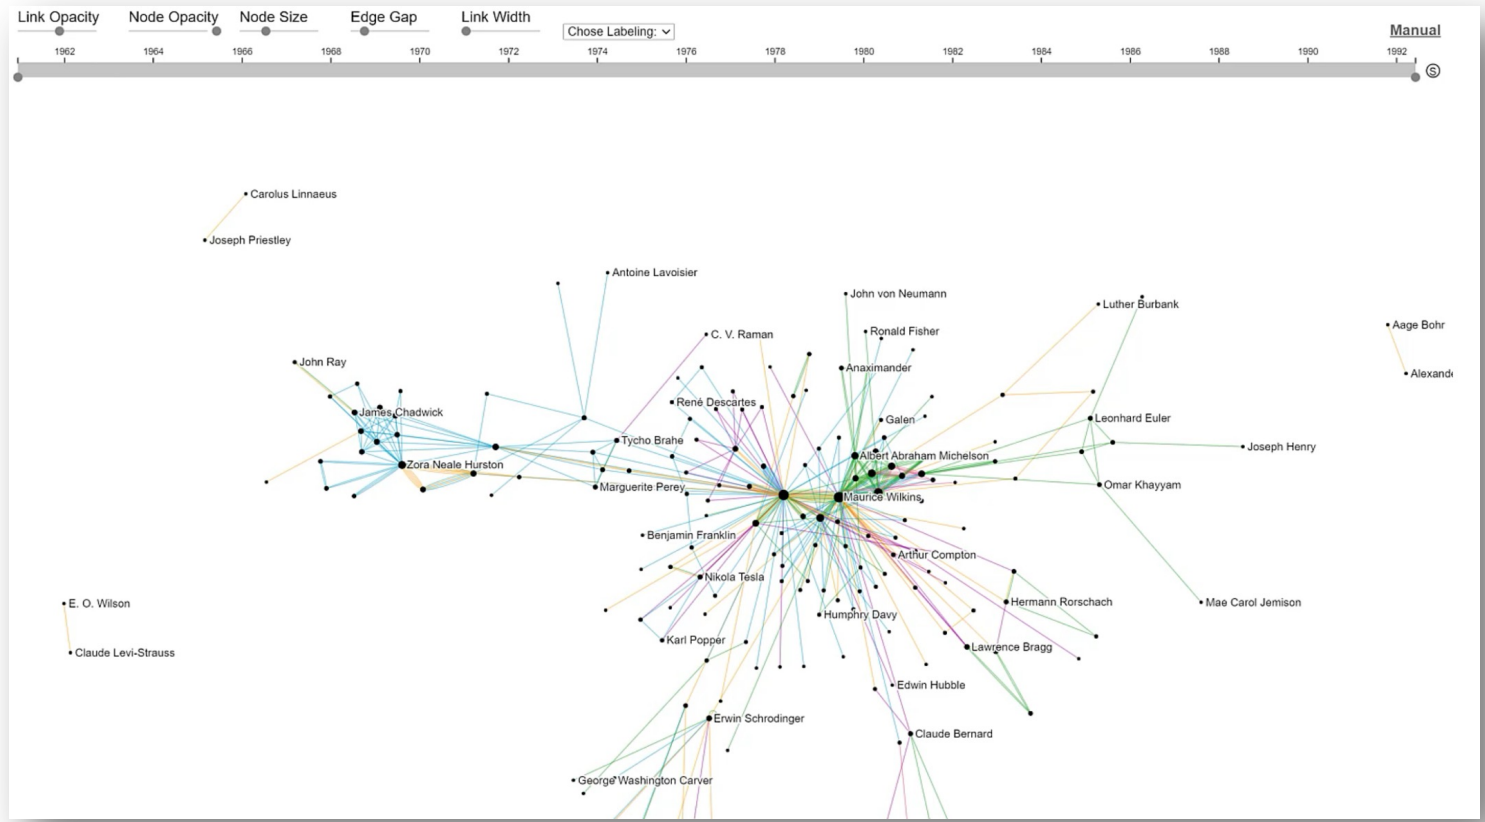 Link Opacity
Node Opacity
Node Size
Edge Gap
Link Width
Chose Labeling:
Manual
1962 1964 1966 1968 1970 1972 1974 1976 1978 1980 1982 1984 1986 1988 1990 1992
S
Carolus Linnaeus
Joseph Priestley
Antoine Lavoisier
John von Neumann
Luther Burbank
Aage Bohr
Ronald Fisher
C. V. Raman
John Ray
Anaximander
Alexande
René Descartes
James Chadwick
Galen
Leonhard Euler
Tycho Brahe
Joseph Henry
Albert Abraham Michelson
Zora Neale Hurston
Marguerite Perey
Omar Khayyam
Maurice Wilkins
Benjamin Franklin
Arthur Compton
Nikola Tesla
Hermann Rorschach
Mae Carol Jemison
E. O. Wilson
Humphry Davy
Karl Popper
Lawrence Bragg
Claude Levi-Strauss
Edwin Hubble
Erwin Schrodinger
Claude Bernard
George Washington Carver